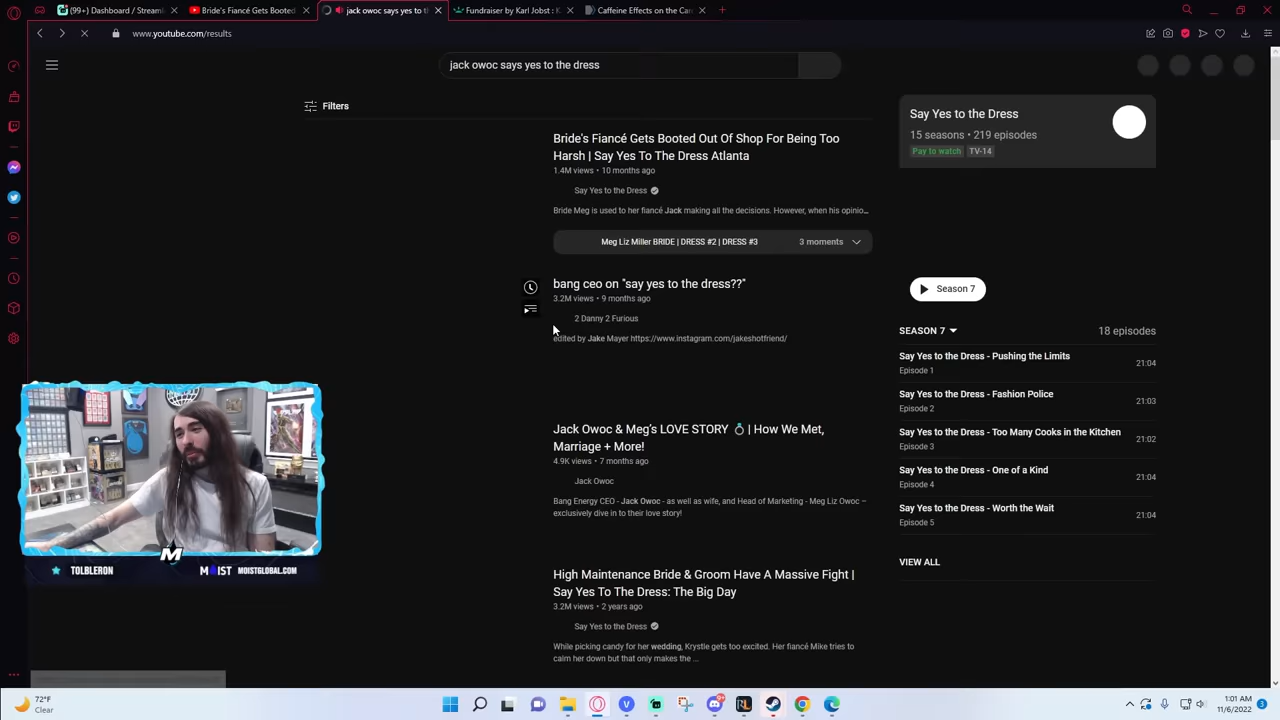 (99+) Dashboard / Streaml
Bride's Fiancé Gets Booted
jack owoc says yes to the
Fundraiser by Karl Jobst : K
Caffeine Effects on the Car
www.youtube.com/results
jack owoc says yes to the dress
Filters
Bride's Fiancé Gets Booted Out Of Shop For Being Too
Harsh | Say Yes To The Dress Atlanta
1.4M views • 10 months ago
Say Yes to the Dress
Bride Meg is used to her fiancé Jack making all the decisions. However, when his opinio...
Meg Liz Miller BRIDE | DRESS #2 | DRESS #3
3 moments
bang ceo on "say yes to the dress??"
3.2M views • 9 months ago
2 Danny 2 Furious
edited by Jake Mayer https://www.instagram.com/jakeshotfriend/
Jack Owoc & Meg's LOVE STORY 💍 | How We Met,
Marriage + More!
4.9K views • 7 months ago
Jack Owoc
Bang Energy CEO - Jack Owoc - as well as wife, and Head of Marketing - Meg Liz Owoc –
exclusively dive in to their love story!
High Maintenance Bride & Groom Have A Massive Fight |
Say Yes To The Dress: The Big Day
3.2M views • 2 years ago
Say Yes to the Dress
While picking candy for her wedding, Krystle gets too excited. Her fiancé Mike tries to
calm her down but that only makes the ...
Say Yes to the Dress
15 seasons • 219 episodes
Pay to watch TV-14
Season 7
SEASON 7
18 episodes
Say Yes to the Dress - Pushing the Limits
Episode 1
21:04
Say Yes to the Dress - Fashion Police
Episode 2
21:03
Say Yes to the Dress - Too Many Cooks in the Kitchen
Episode 3
21:02
Say Yes to the Dress - One of a Kind
Episode 4
21:04
Say Yes to the Dress - Worth the Wait
Episode 5
21:04
VIEW ALL
M
TOLBLERON
MOIST
MOISTGLOBAL.COM
72°F
Clear
9+
1:01 AM
11/6/2022
3